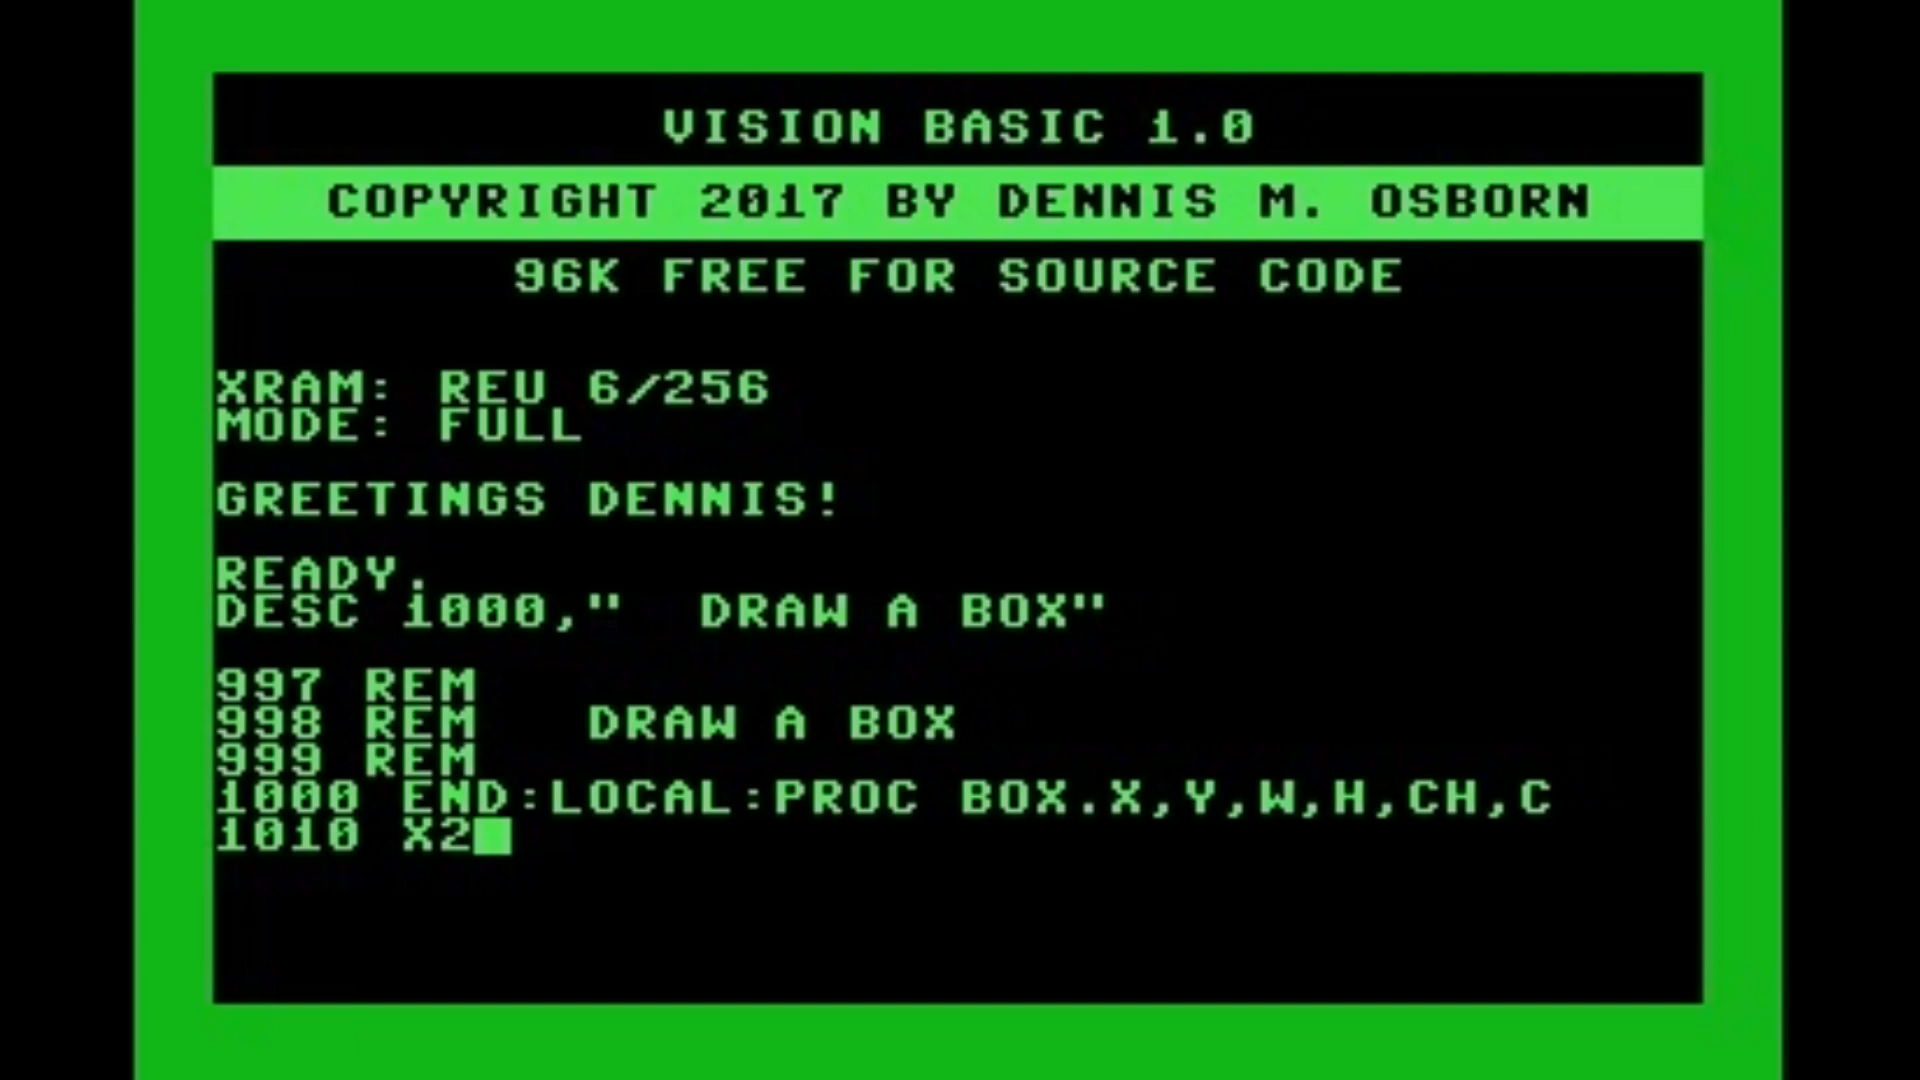 VISION BASIC 1.0
COPYRIGHT 2017 BY DENNIS M. OSBORN
96K FREE FOR SOURCE CODE
XRAM: REU 6/256
MODE: FULL
GREETINGS DENNIS!
READY.
DESC 1000,"  DRAW A BOX"
997 REM
998 REM   DRAW A BOX
999 REM
1000 END:LOCAL:PROC BOX.X,Y,W,H,CH,C
1010 X2